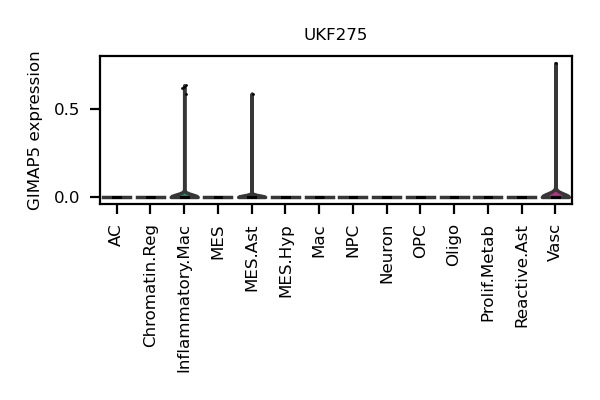 UKF275
GIMAP5 expression
0.5
0.0
AC
Chromatin.Reg
Inflammatory.Mac
MES
MES.Ast
MES.Hyp
Mac
NPC
Neuron
OPC
Oligo
Prolif.Metab
Reactive.Ast
Vasc